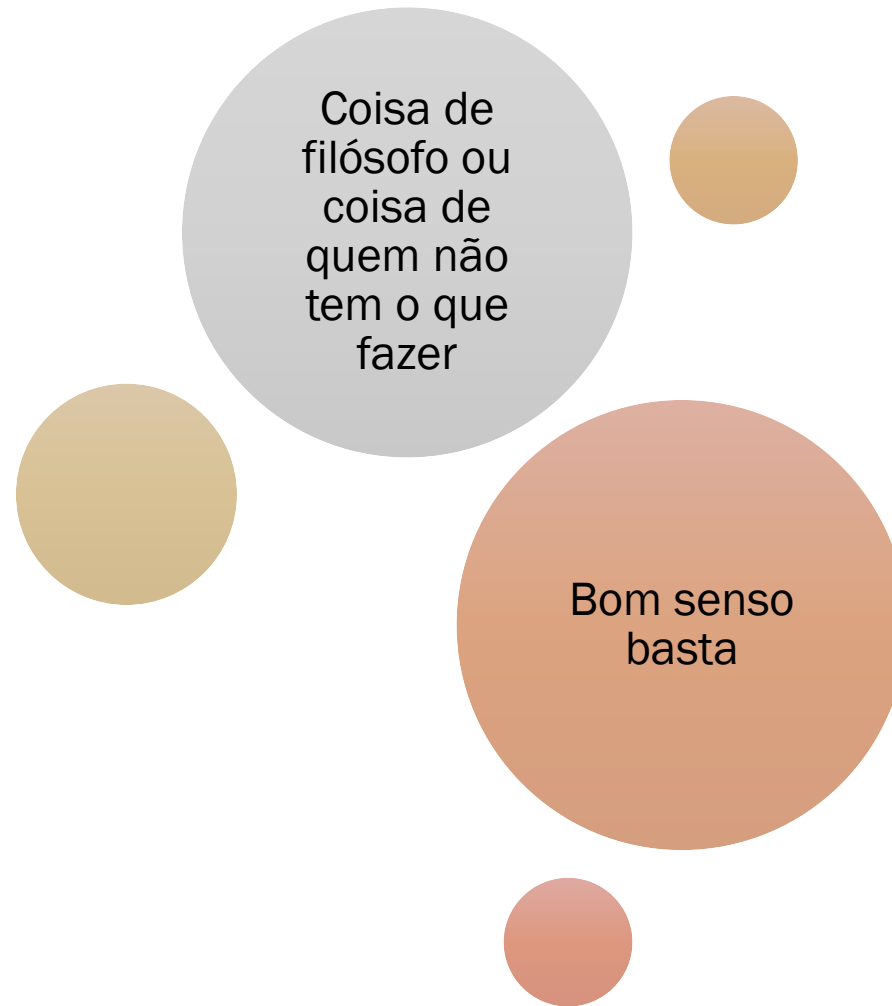 Coisa de
filósofo ou
coisa de
quem não
tem o que
fazer
Bom senso
basta